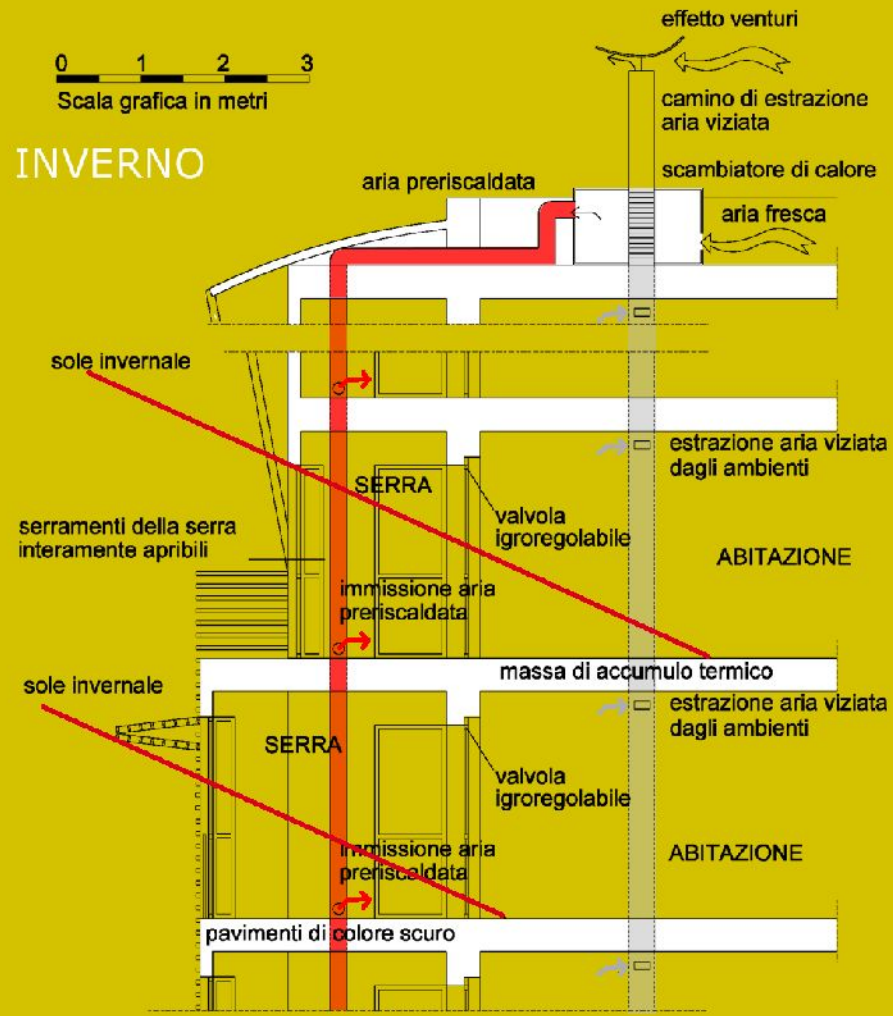 effetto venturi
0 1 2 3
Scala grafica in metri
camino di estrazione
aria viziata
INVERNO
scambiatore di calore
aria preriscaldata
aria fresca
sole invernale
estrazione aria viziata
dagli ambienti
SERRA
valvola
igroregolabile
serramenti della serra
interamente apribili
ABITAZIONE
immissione aria
preriscaldata
massa di accumulo termico
sole invernale
estrazione aria viziata
dagli ambienti
SERRA
valvola
igroregolabile
immissione aria
preriscaldata
ABITAZIONE
pavimenti di colore scuro